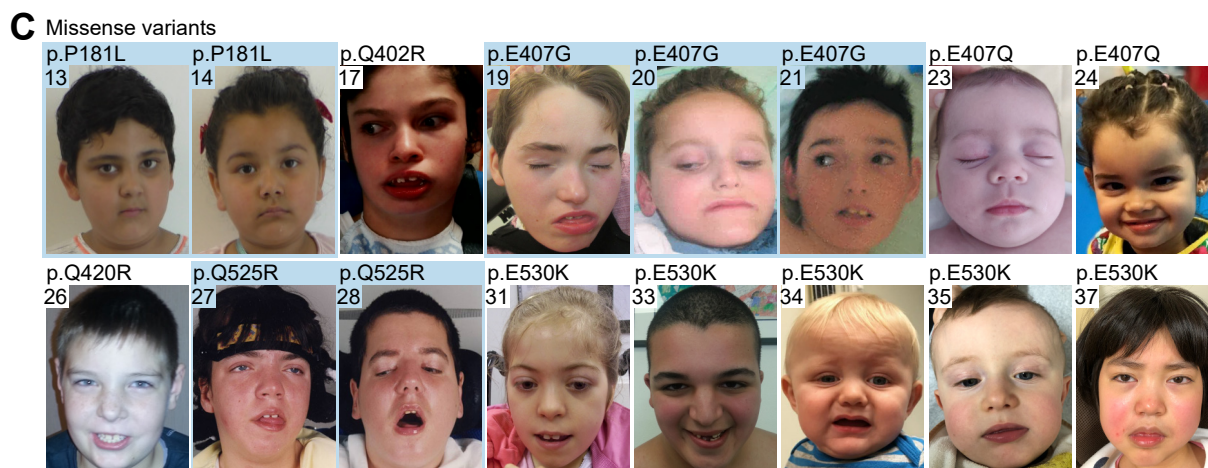 C Missense variants
p.P181L p.P181L p.Q402R p.E407G p.E407G p.E407G p.E407Q p.E407Q
13 14 17 19 20 21 23 24
p.Q420R p.Q525R p.Q525R p.E530K p.E530K p.E530K p.E530K p.E530K
26 27 28 31 33 34 35 37